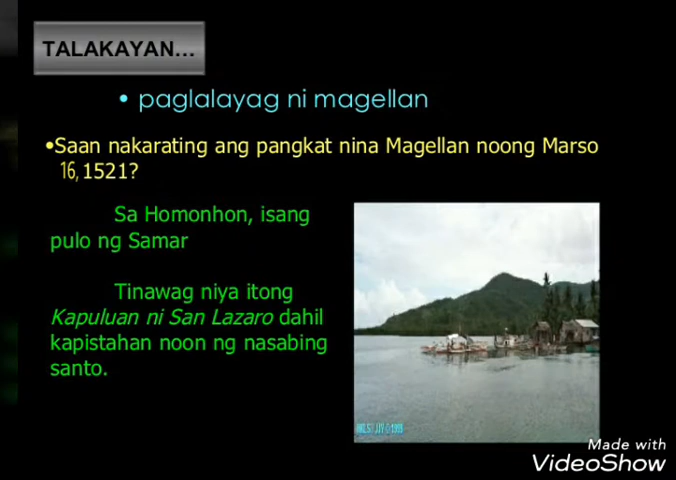 TALAKAYAN...
• paglalayag ni magellan
•Saan nakarating ang pangkat nina Magellan noong Marso
16, 1521?
Sa Homonhon, isang
pulo ng Samar
Tinawag niya itong
Kapuluan ni San Lazaro dahil
kapistahan noon ng nasabing
santo.
Made with
VideoShow